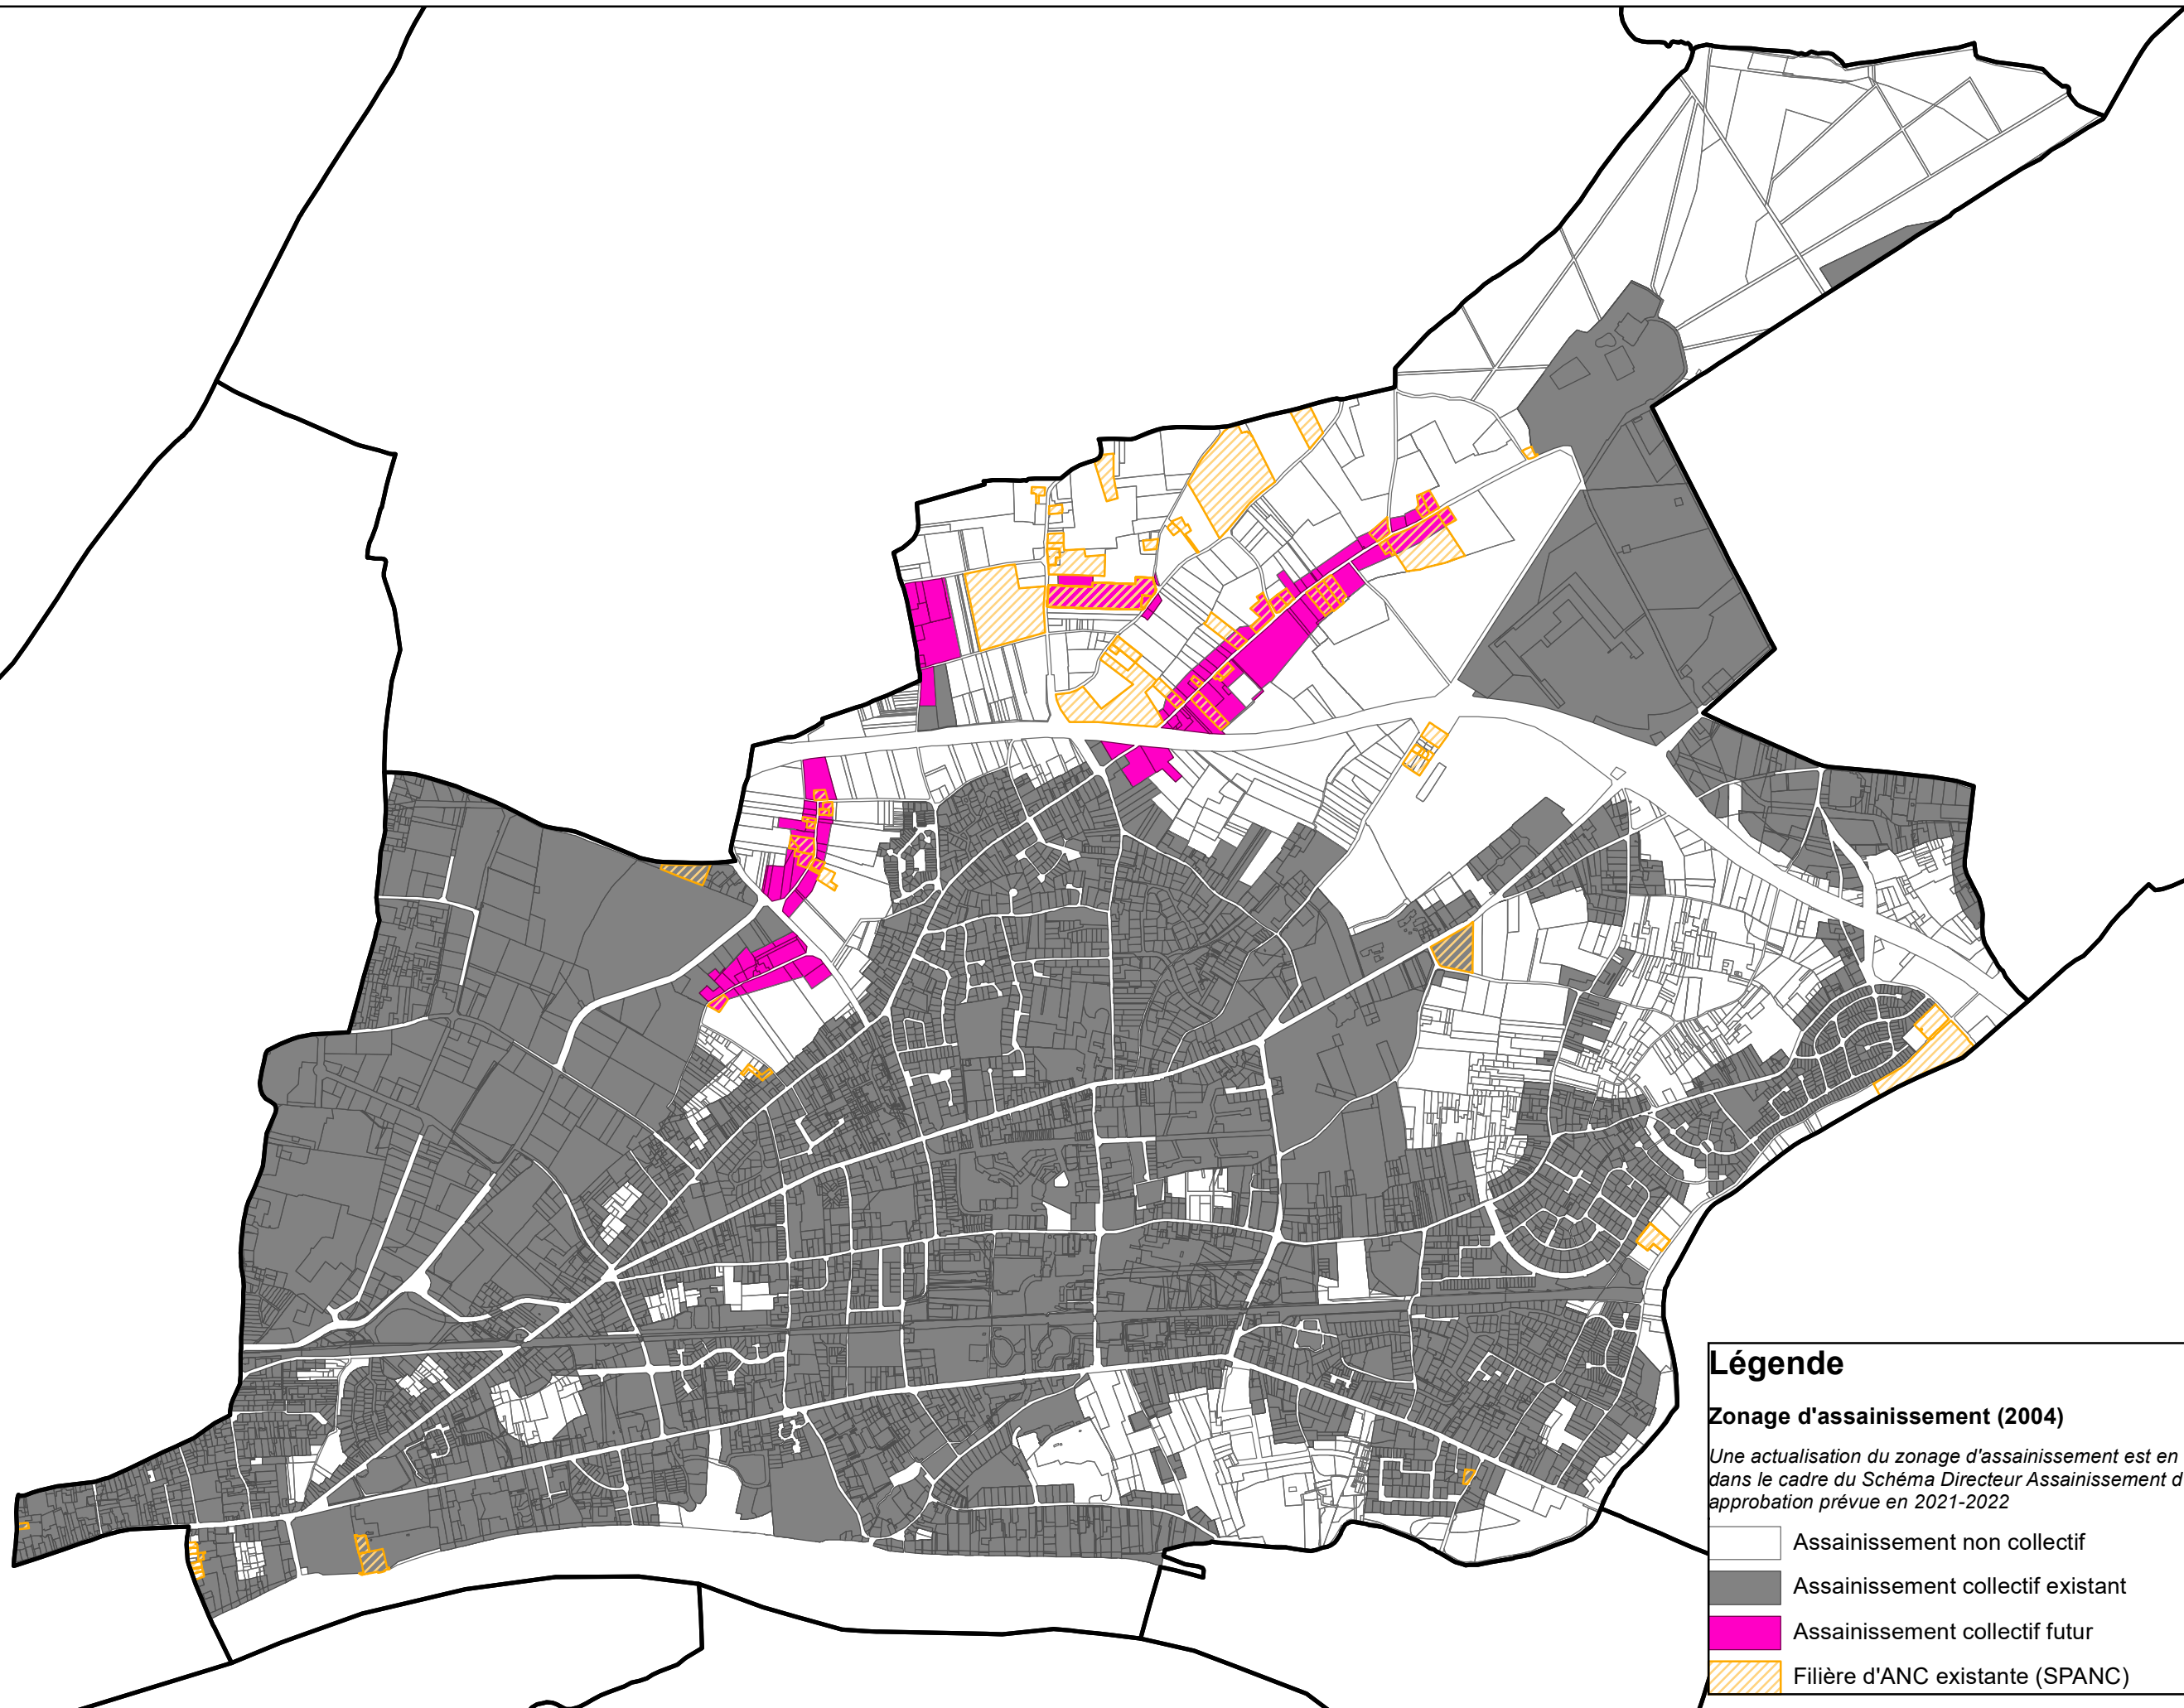 Légende
Zonage d'assainissement (2004)
Une actualisation du zonage d'assainissement est en
dans le cadre du Schéma Directeur Assainissement d
approbation prévue en 2021-2022
Assainissement non collectif
Assainissement collectif existant
Assainissement collectif futur
Filière d'ANC existante (SPANC)